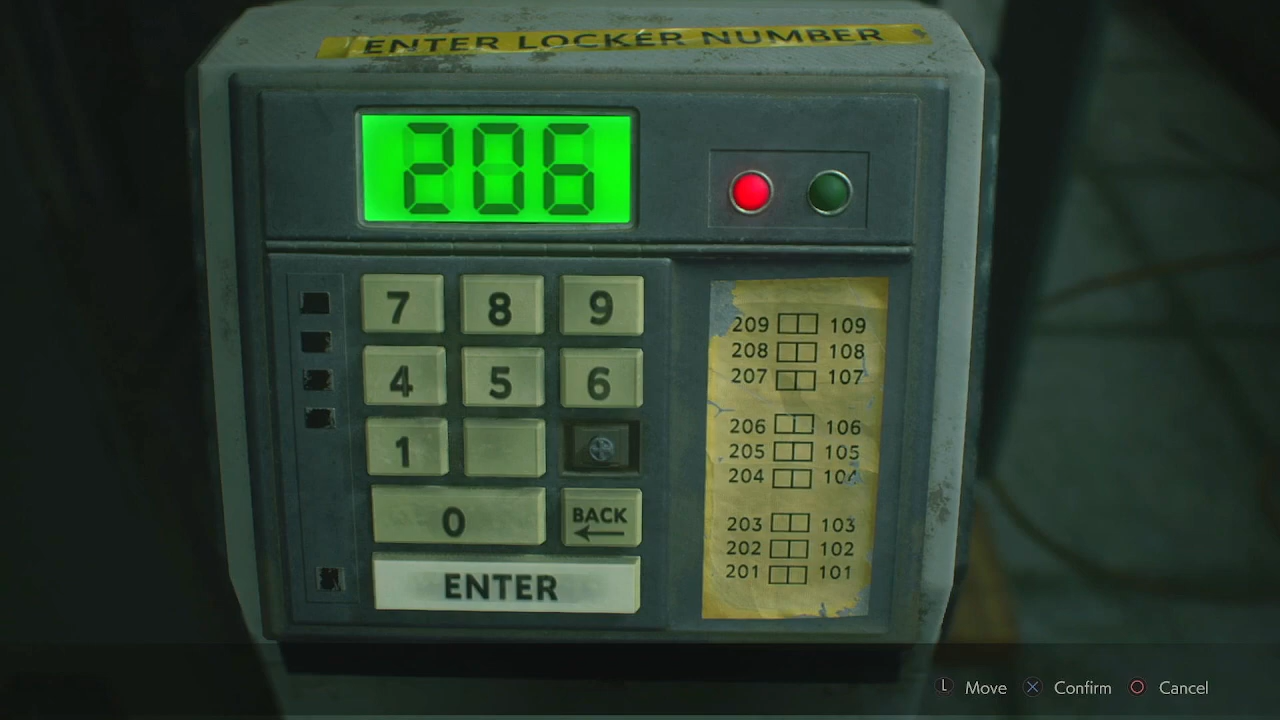 ENTER LOCKER NUMBER
206
7 8 9
4 5 6
1
0 BACK
ENTER
209 109
208 108
207 107
206 106
205 105
204 104
203 103
202 102
201 101
L Move Confirm Cancel